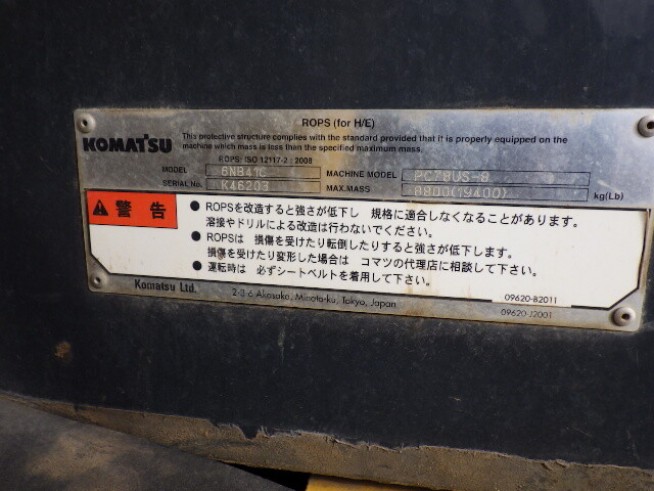 ROPS (for H/E)
KOMATSU
This protective structure complies with the standard provided that it is properly equipped on the
machine which mass is less than the specified maximum mass.
ROPS: ISO 12117-2 : 2008
MODEL 6NB41C MACHINE MODEL PC78US-8
SERIAL No. K46203 MAX.MASS 8800(19400) kg(Lb)
警告
● ROPSを改造すると強さが低下し 規格に適合しなくなることがあります。
溶接やドリルによる改造は行わないでください。
● ROPSは 損傷を受けたり転倒したりすると強さが低下します。
損傷を受けたり変形した場合は コマツの代理店に相談して下さい。
● 運転時は 必ずシートベルトを着用して下さい。
09620-B2011
Komatsu Ltd. 2-3-6 Akasaka, Minato-ku, Tokyo, Japan
09620-J2001